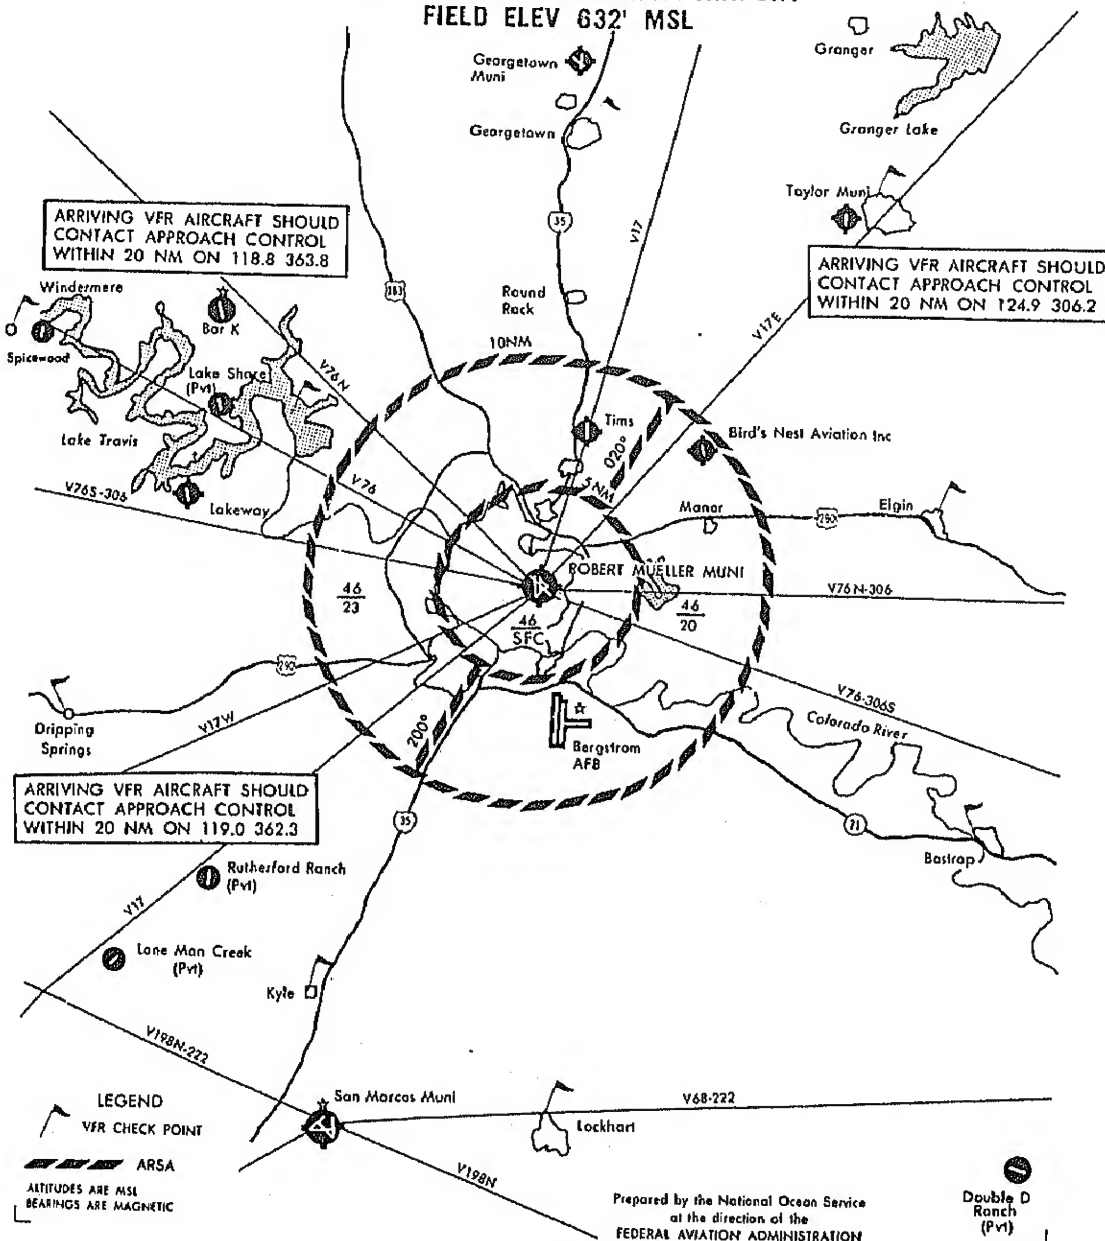 FIELD ELEV 632' MSL
Georgetown
Muni
Georgetown
Granger
Granger Lake
Taylor Muni
35
V17
ARRIVING VFR AIRCRAFT SHOULD
CONTACT APPROACH CONTROL
WITHIN 20 NM ON 118.8 363.8
ARRIVING VFR AIRCRAFT SHOULD
CONTACT APPROACH CONTROL
WITHIN 20 NM ON 124.9 306.2
Windermere
Spicewood
Bar K
183
Round
Rock
V17E
10NM
V76N
Lake Shore
(Pvt)
Lake Travis
Tims
020°
Bird's Nest Aviation Inc
V76
5NM
V76S-306
Lakeway
Manor
290
Elgin
ROBERT MUELLER MUNI
46
23
46
SFC
46
20
V76N-306
290
V76-306S
Dripping
Springs
V17W
200°
Bergstrom
AFB
Colorado River
ARRIVING VFR AIRCRAFT SHOULD
CONTACT APPROACH CONTROL
WITHIN 20 NM ON 119.0 362.3
35
21
Bastrop
Rutherford Ranch
(Pvt)
V17
Lone Man Creek
(Pvt)
Kyle
V198N-222
San Marcos Muni
V68-222
Lockhart
V198N
LEGEND
VFR CHECK POINT
ARSA
ALTITUDES ARE MSL
BEARINGS ARE MAGNETIC
Prepared by the National Ocean Service
at the direction of the
FEDERAL AVIATION ADMINISTRATION
Double D
Ranch
(Pvt)